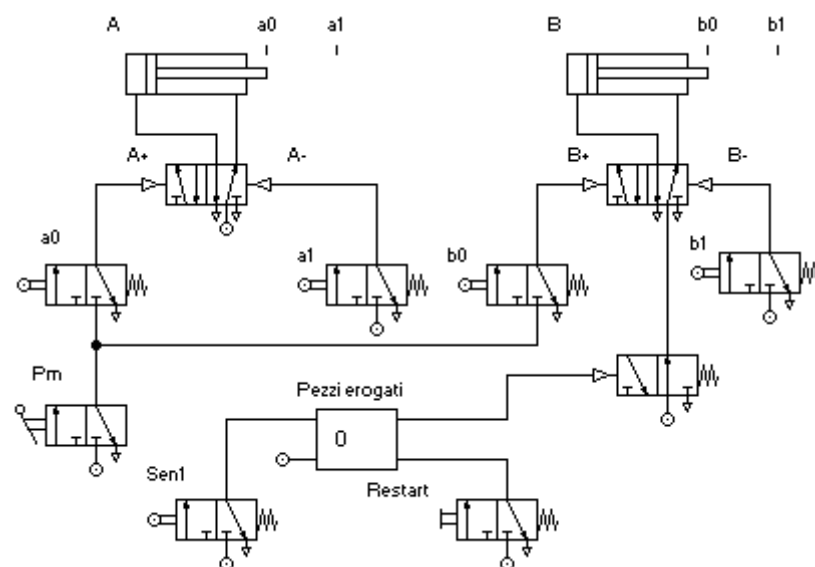 A a0 a1 B b0 b1
A+ A- B+ B-
a0 a1 b0 b1
Pm
Pezzi erogati
0
Sen1 Restart